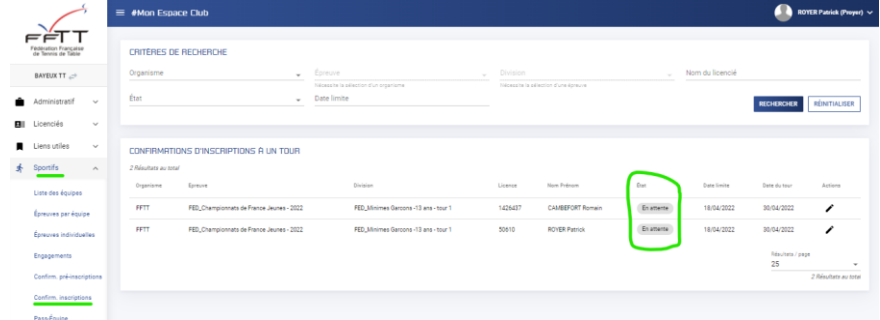 ≡ #Mon Espace Club
ROYER Patrick (Proyer)
FFTT
Fédération Française
de Tennis de Table
BAYEUX TT
Administratif
Licenciés
Liens utiles
Sportifs
Liste des équipes
Épreuves par équipe
Épreuves individuelles
Engagements
Confirm. pré-inscriptions
Confirm. inscriptions
Pass-Équipe
CRITÈRES DE RECHERCHE
Organisme Épreuve Division Nom du licencié
Nécessite la sélection d'un organisme Nécessite la sélection d'une épreuve
État Date limite
RECHERCHER RÉINITIALISER
CONFIRMATIONS D'INSCRIPTIONS À UN TOUR
2 Résultats au total
Organisme Épreuve Division Licence Nom Prénom État Date limite Date du tour Actions
FFTT FED_Championnats de France Jeunes - 2022 FED_Minimes Garcons -13 ans - tour 1 1426437 CAMBEFORT Romain En attente 18/04/2022 30/04/2022
FFTT FED_Championnats de France Jeunes - 2022 FED_Minimes Garcons -13 ans - tour 1 50610 ROYER Patrick En attente 18/04/2022 30/04/2022
Résultats / page
25
2 Résultats au total